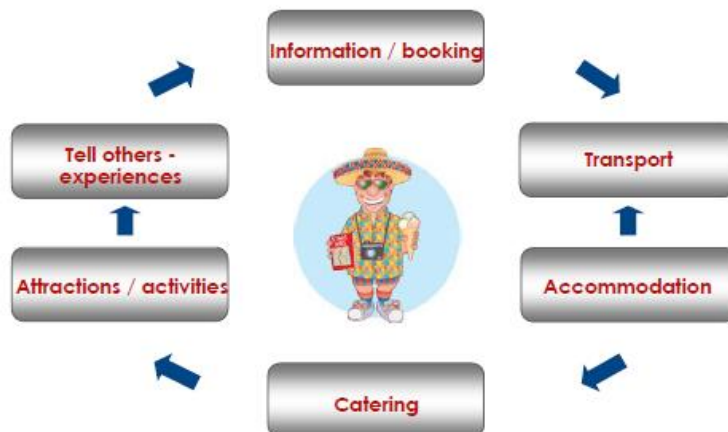 Information / booking
Tell others -
experiences
Transport
Attractions / activities
Accommodation
Catering